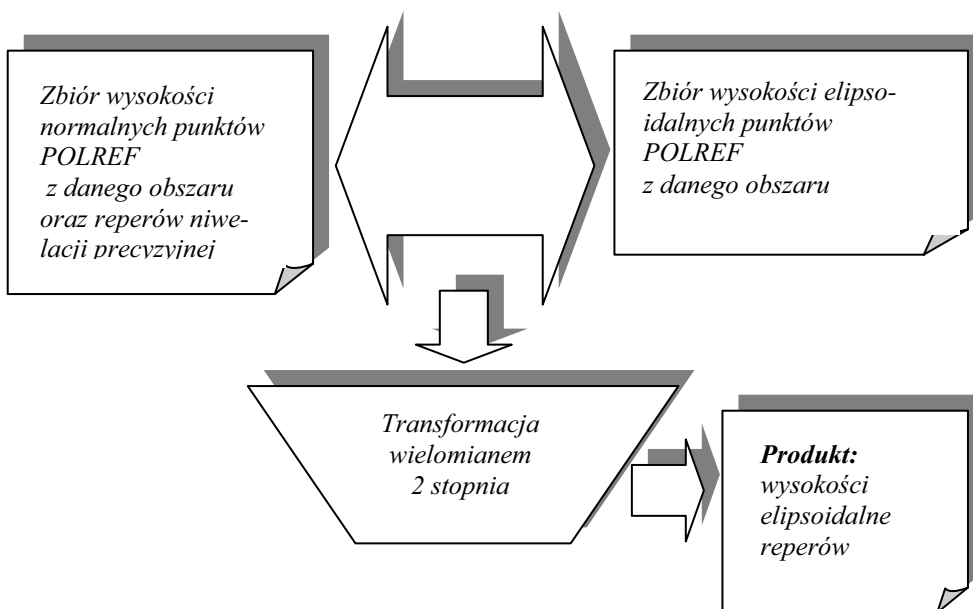 Zbiór wysokości
normalnych punktów
POLREF
z danego obszaru
oraz reperów niwe-
lacji precyzyjnej
Zbiór wysokości elipso-
idalnych punktów
POLREF
z danego obszaru
Transformacja
wielomianem
2 stopnia
Produkt:
wysokości
elipsoidalne
reperów